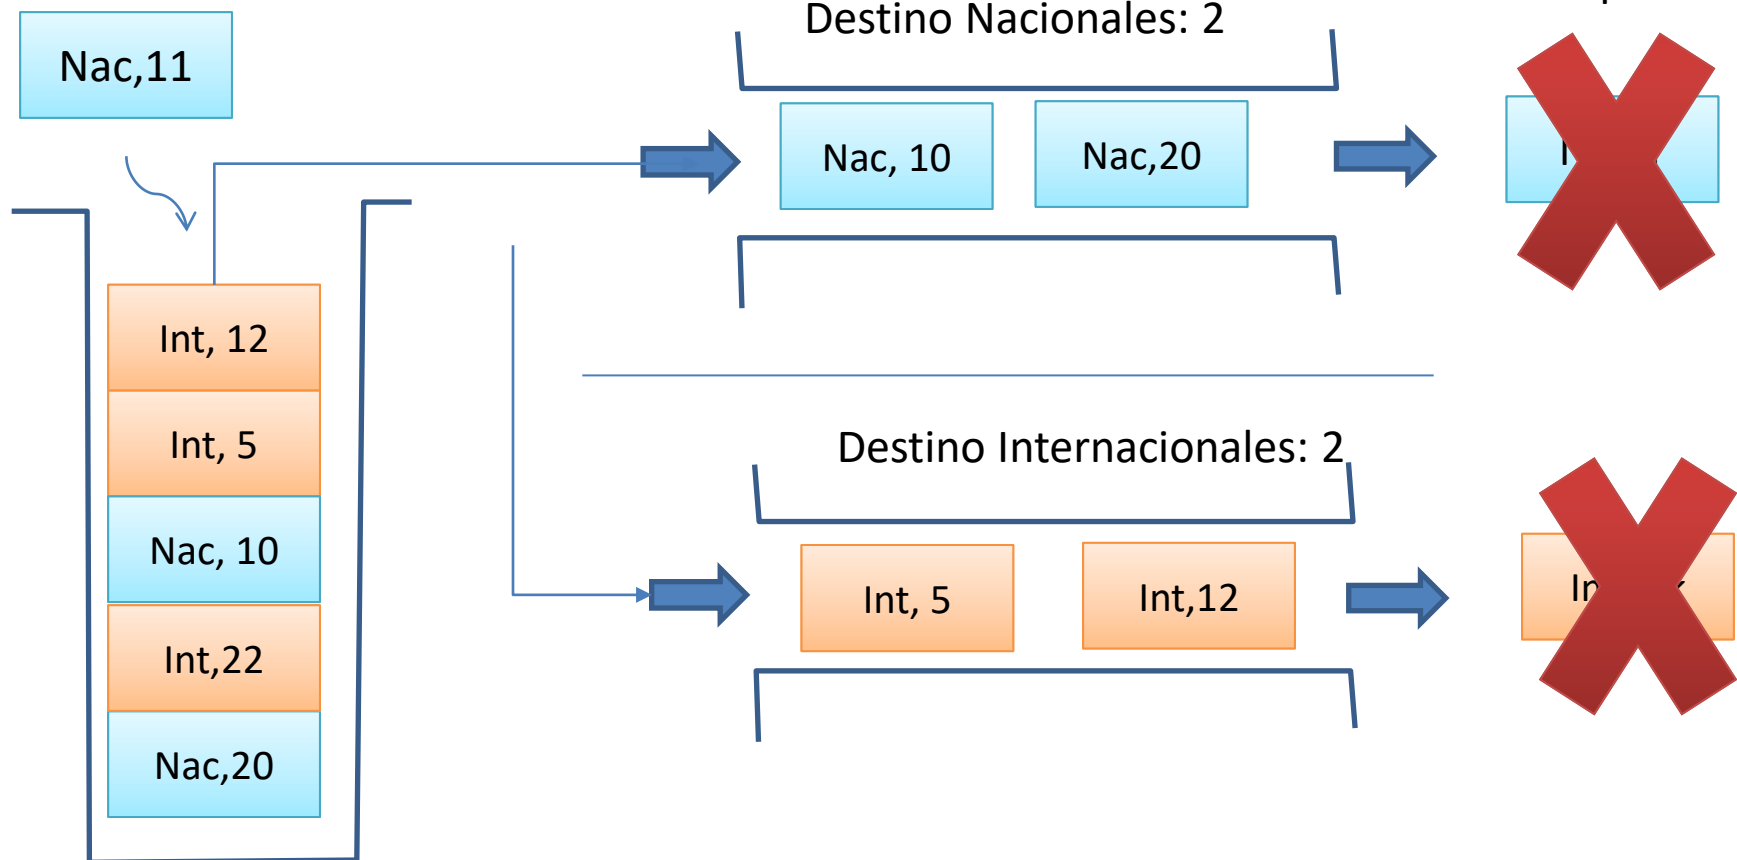 Destino Nacionales: 2
Nac,11
Nac, 10
Nac,20
Int, 12
Int, 5
Nac, 10
Int,22
Nac,20
Destino Internacionales: 2
Int, 5
Int,12